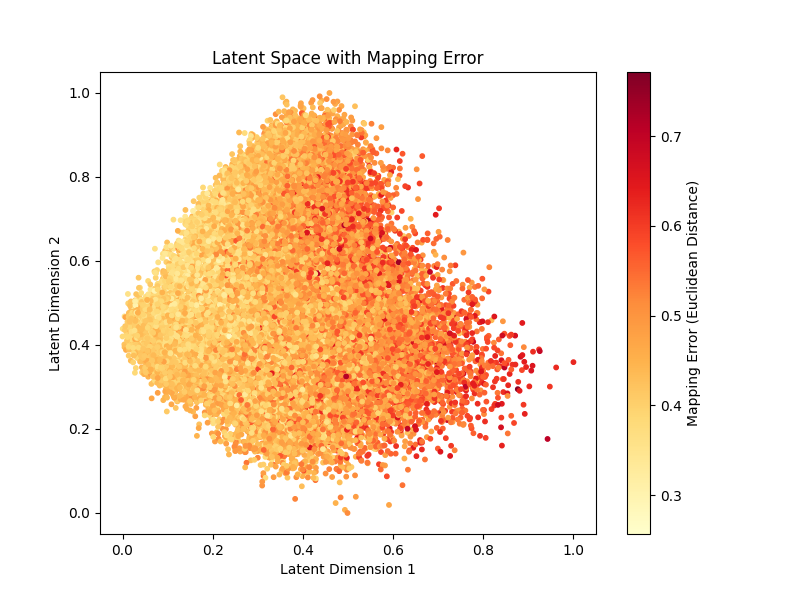 Latent Space with Mapping Error
Latent Dimension 2
1.0
0.8
0.6
0.4
0.2
0.0
0.0 0.2 0.4 0.6 0.8 1.0
Latent Dimension 1
0.7
0.6
0.5
0.4
0.3
Mapping Error (Euclidean Distance)